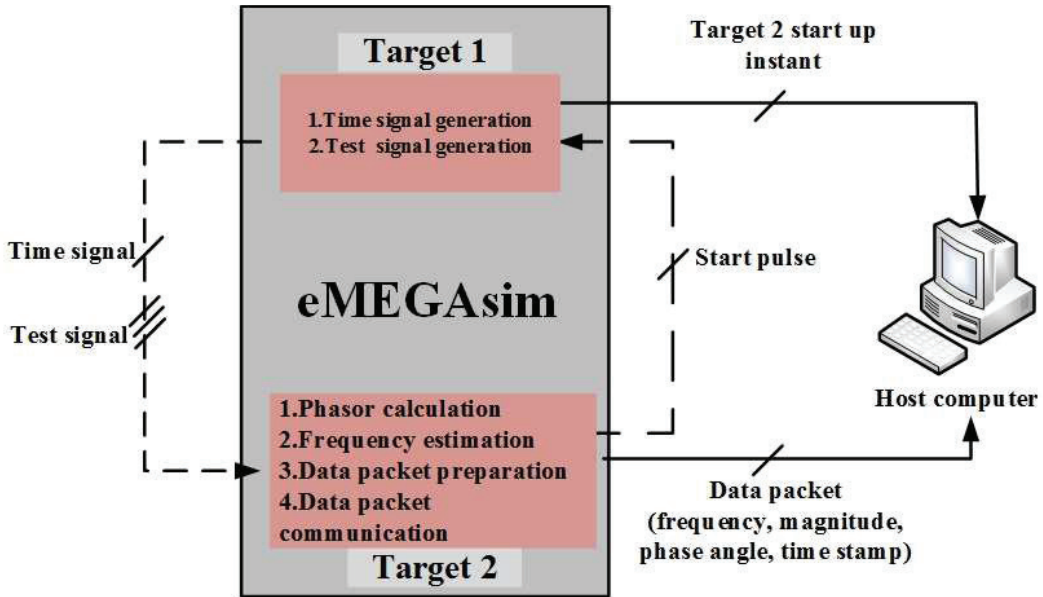 Target 1
1.Time signal generation
2.Test signal generation
Target 2 start up
instant
Time signal
Test signal
eMEGAsim
Start pulse
Host computer
1.Phasor calculation
2.Frequency estimation
3.Data packet preparation
4.Data packet
communication
Target 2
Data packet
(frequency, magnitude,
phase angle, time stamp)